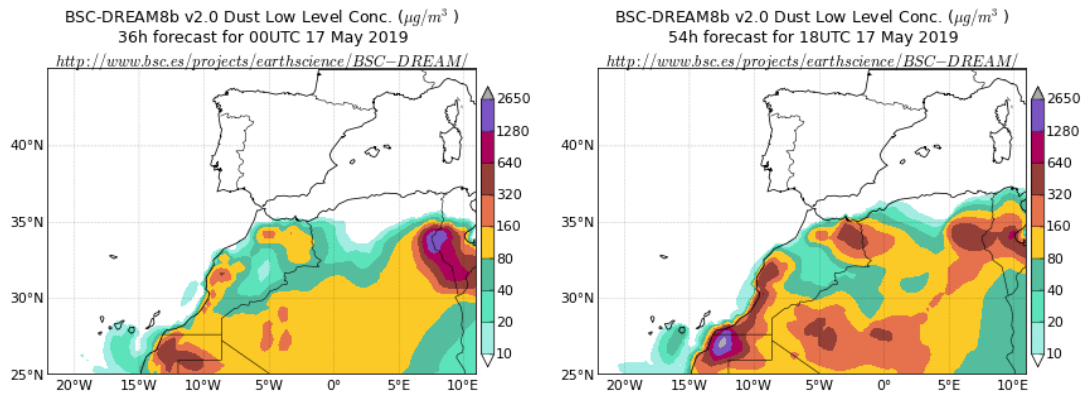 BSC-DREAM8b v2.0 Dust Low Level Conc. (μg/m³ )
36h forecast for 00UTC 17 May 2019
http://www.bsc.es/projects/earthscience/BSC−DREAM/
40°N
35°N
30°N
25°N
20°W 15°W 10°W 5°W 0° 5°E 10°E
2650
1280
640
320
160
80
40
20
10
BSC-DREAM8b v2.0 Dust Low Level Conc. (μg/m³ )
54h forecast for 18UTC 17 May 2019
http://www.bsc.es/projects/earthscience/BSC−DREAM/
40°N
35°N
30°N
25°N
20°W 15°W 10°W 5°W 0° 5°E 10°E
2650
1280
640
320
160
80
40
20
10